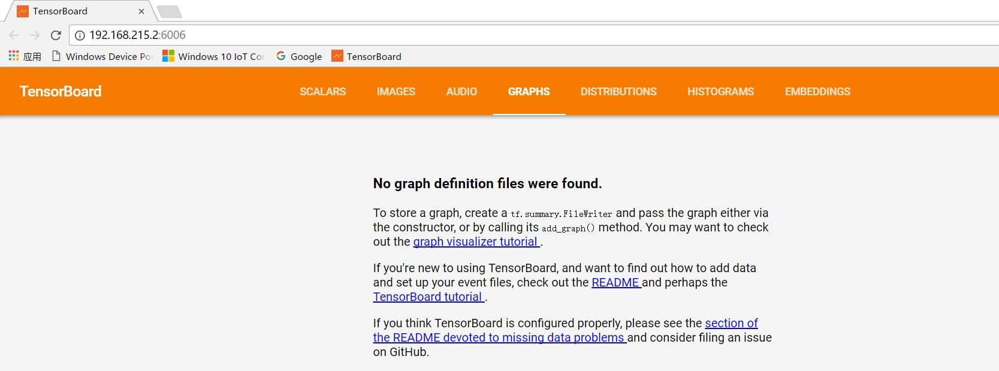 TensorBoard
192.168.215.2:6006
应用 Windows Device Po Windows 10 IoT Cor Google TensorBoard
TensorBoard SCALARS IMAGES AUDIO GRAPHS DISTRIBUTIONS HISTOGRAMS EMBEDDINGS
No graph definition files were found.
To store a graph, create a tf.summary.FileWriter and pass the graph either via
the constructor, or by calling its add_graph() method. You may want to check
out the graph visualizer tutorial .
If you're new to using TensorBoard, and want to find out how to add data
and set up your event files, check out the README and perhaps the
TensorBoard tutorial .
If you think TensorBoard is configured properly, please see the section of
the README devoted to missing data problems and consider filing an issue
on GitHub.